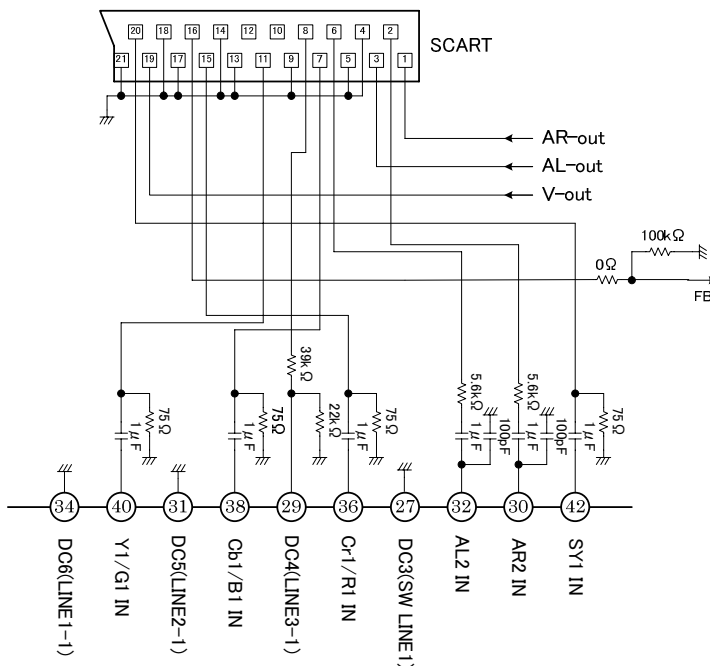 20 18 16 14 12 10 8 6 4 2
21 19 17 15 13 11 9 7 5 3 1
SCART
AR-out
AL-out
V-out
100kΩ
0Ω
FB
39kΩ
5.6kΩ
5.6kΩ
75Ω
1μF
75Ω
1μF
22kΩ
75Ω
1μF
1μF
100pF
1μF
100pF
75Ω
1μF
34 40 31 38 29 36 27 32 30 42
DC6(LINE1-1)
Y1/G1 IN
DC5(LINE2-1)
Cb1/B1 IN
DC4(LINE3-1)
Cr1/R1 IN
DC3(SW LINE1)
AL2 IN
AR2 IN
SY1 IN